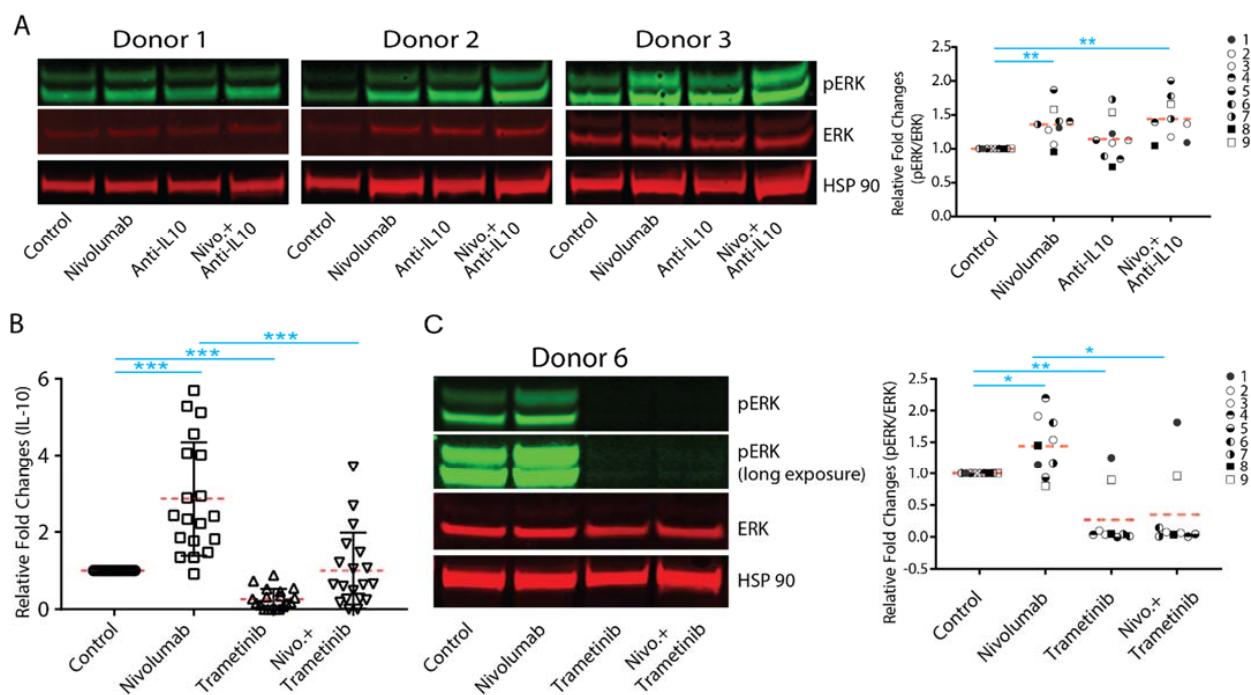 A
Donor 1
Donor 2
Donor 3
pERK
ERK
HSP 90
Control
Nivolumab
Anti-IL10
Nivo.+
Anti-IL10
Control
Nivolumab
Anti-IL10
Nivo.+
Anti-IL10
Control
Nivolumab
Anti-IL10
Nivo.+
Anti-IL10
Relative Fold Changes
(pERK/ERK)
2.5
2.0
1.5
1.0
0.5
0.0
**
**
Control
Nivolumab
Anti-IL10
Nivo.+
Anti-IL10
1
2
3
4
5
6
7
8
9
B
Relative Fold Changes (IL-10)
6
4
2
0
***
***
***
Control
Nivolumab
Trametinib
Nivo.+
Trametinib
C
Donor 6
pERK
pERK
(long exposure)
ERK
HSP 90
Control
Nivolumab
Trametinib
Nivo.+
Trametinib
Relative Fold Changes (pERK/ERK)
2.5
2.0
1.5
1.0
0.5
0.0
-0.5
*
**
*
Control
Nivolumab
Trametinib
Nivo.+
Trametinib
1
2
3
4
5
6
7
8
9